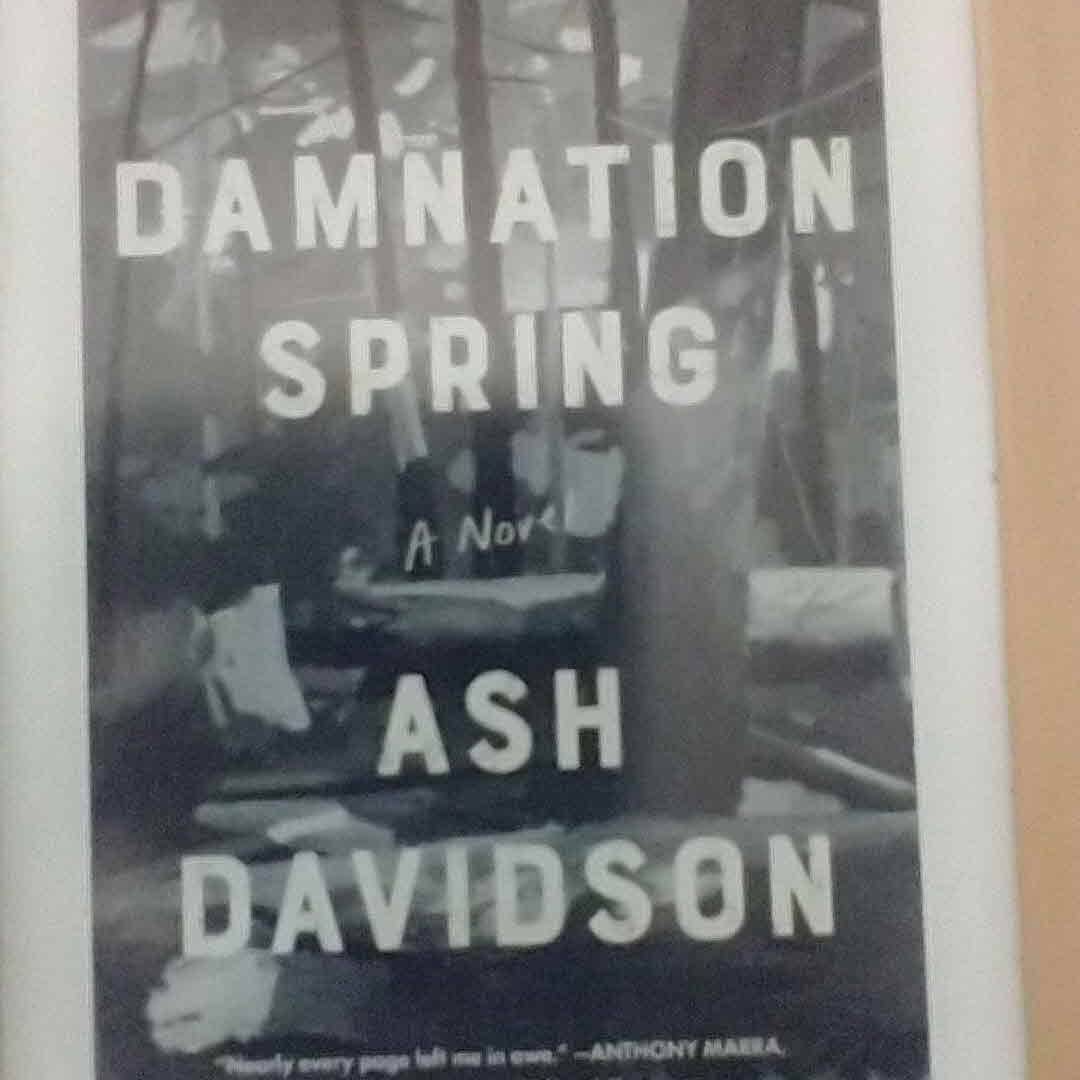 DAMNATION
SPRING
A Novel
ASH
DAVIDSON
"Nearly every page left me in awe." —ANTHONY MARRA,